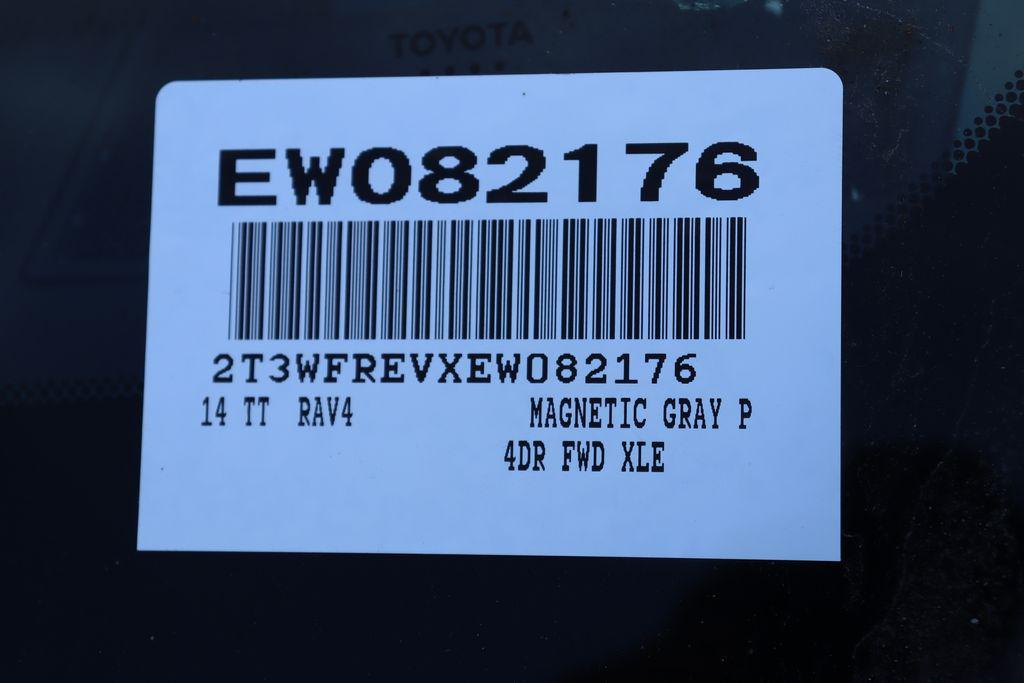 TOYOTA
EW082176
2T3WFREVXEW082176
14 TT RAV4 MAGNETIC GRAY P
4DR FWD XLE